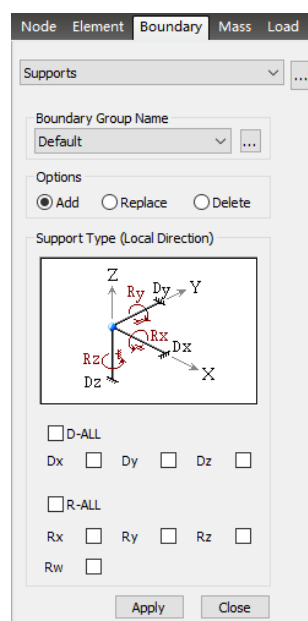 Node Element Boundary Mass Load
Supports
...
Boundary Group Name
Default
...
Options
Add Replace Delete
Support Type (Local Direction)
Z
Ry Dy Y
Rx
Rz Dx
Dz X
D-ALL
Dx Dy Dz
R-ALL
Rx Ry Rz
Rw
Apply Close